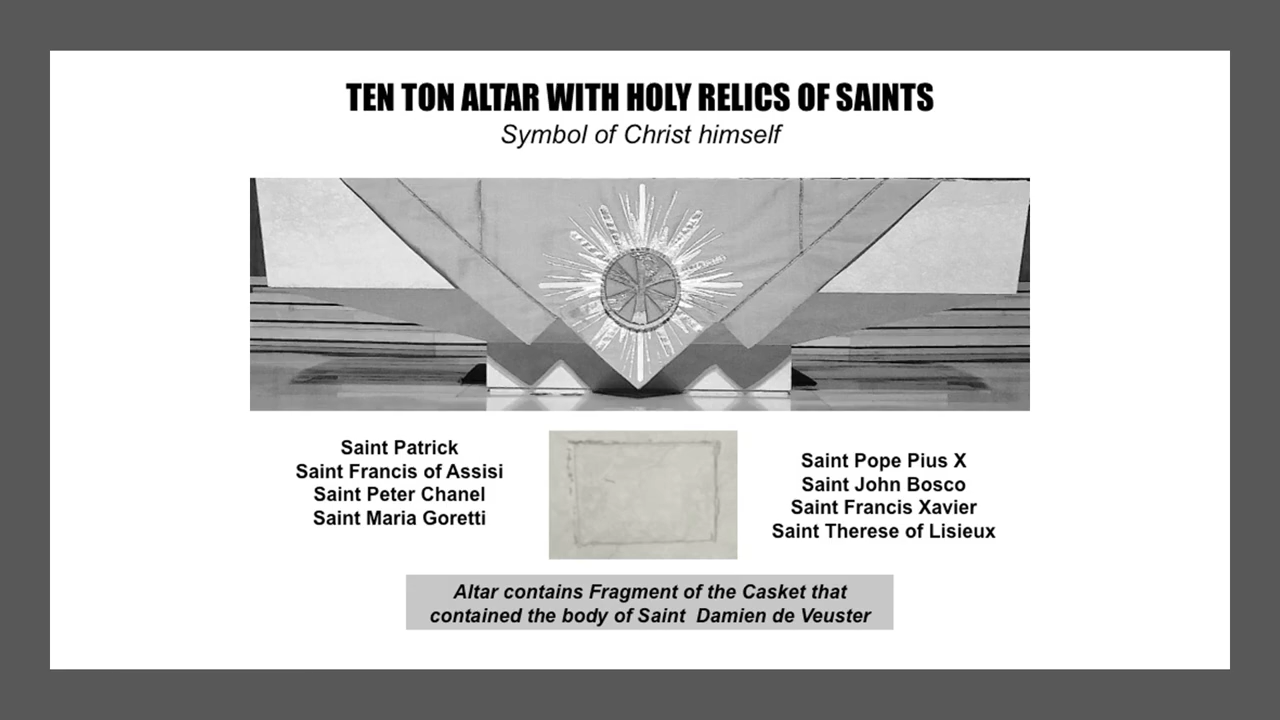 TEN TON ALTAR WITH HOLY RELICS OF SAINTS
Symbol of Christ himself
Saint Patrick
Saint Francis of Assisi
Saint Peter Chanel
Saint Maria Goretti
Saint Pope Pius X
Saint John Bosco
Saint Francis Xavier
Saint Therese of Lisieux
Altar contains Fragment of the Casket that
contained the body of Saint  Damien de Veuster